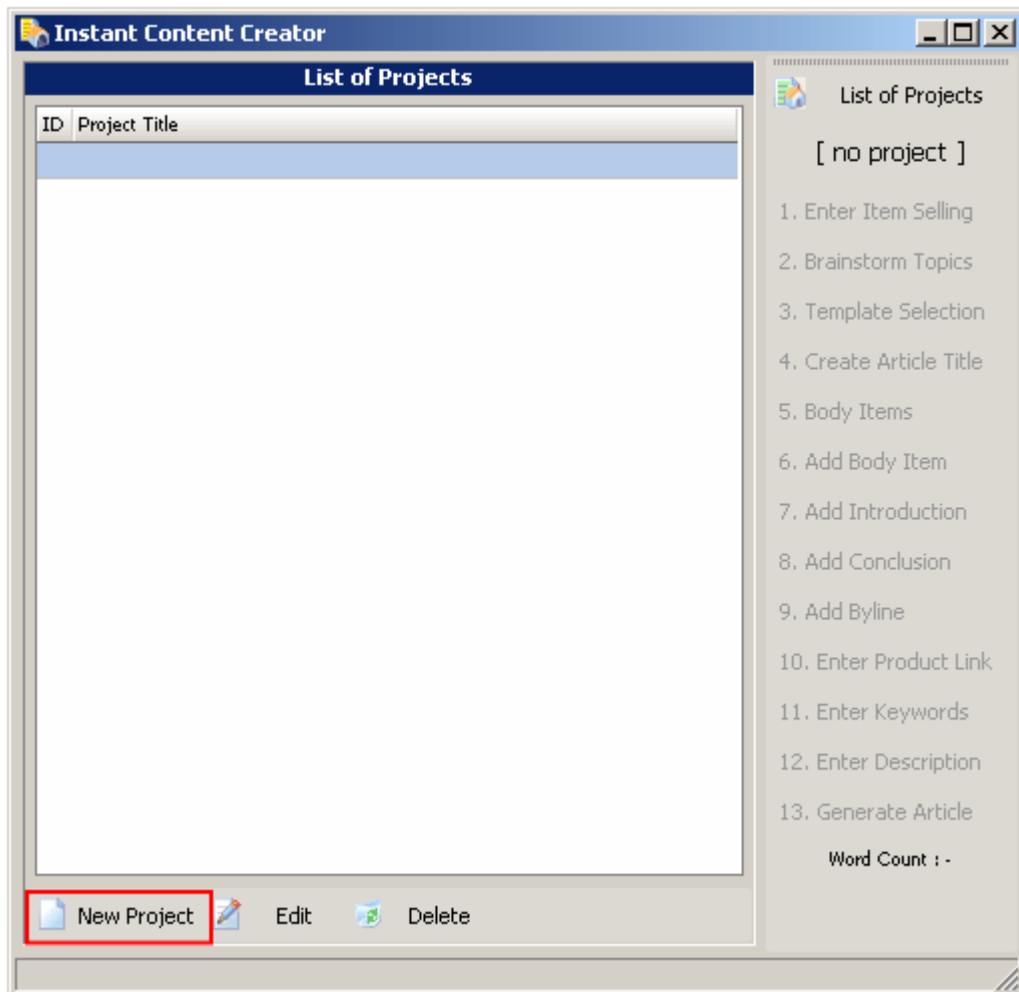 Instant Content Creator
List of Projects
ID Project Title
New Project Edit Delete
List of Projects
[ no project ]
1. Enter Item Selling
2. Brainstorm Topics
3. Template Selection
4. Create Article Title
5. Body Items
6. Add Body Item
7. Add Introduction
8. Add Conclusion
9. Add Byline
10. Enter Product Link
11. Enter Keywords
12. Enter Description
13. Generate Article
Word Count : -